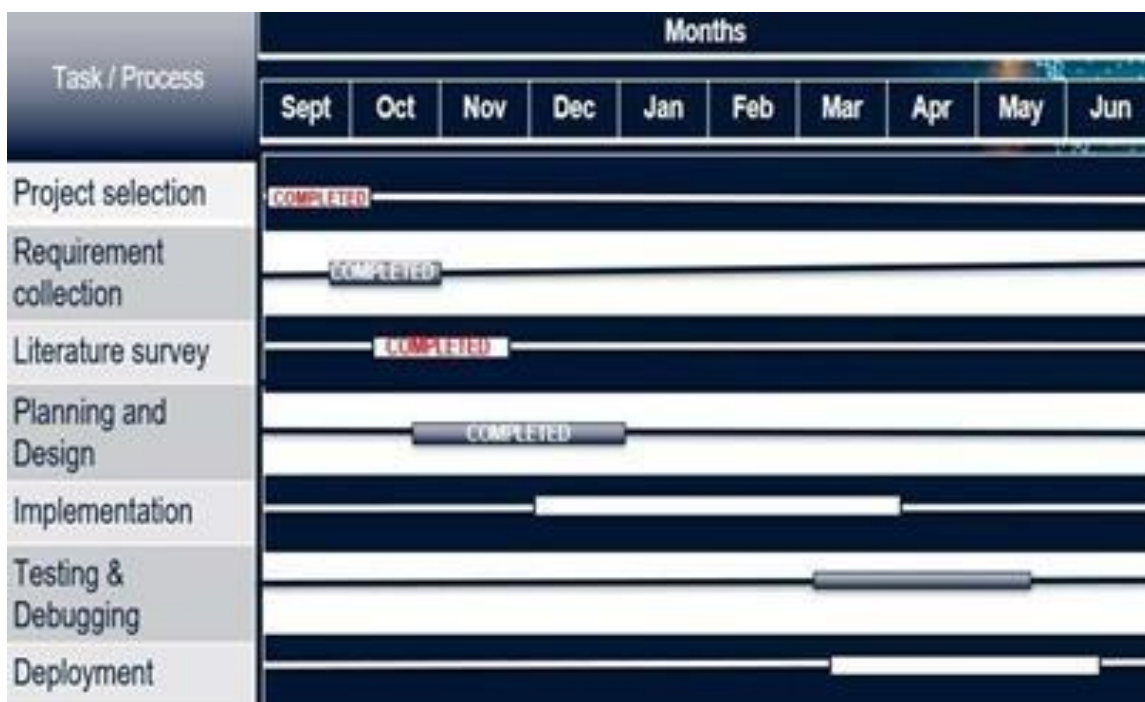 Months
Task / Process
Sept Oct Nov Dec Jan Feb Mar Apr May Jun
Project selection
COMPLETED
Requirement
collection
COMPLETED
Literature survey
COMPLETED
Planning and
Design
COMPLETED
Implementation
Testing &
Debugging
Deployment